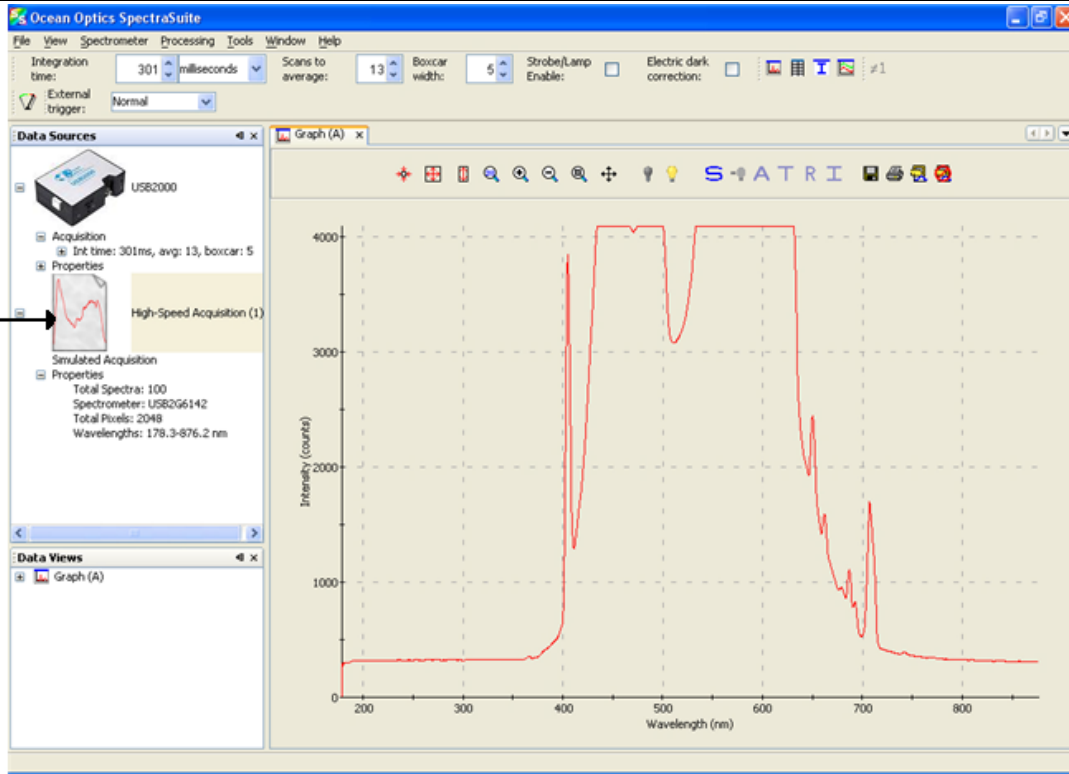 Ocean Optics SpectraSuite
File View Spectrometer Processing Tools Window Help
Integration time: 301 milliseconds Scans to average: 13 Boxcar width: 5 Strobe/Lamp Enable: Electric dark correction: ≠1
External trigger: Normal
Data Sources
Graph (A)
USB2000
Acquisition
Int time: 301ms, avg: 13, boxcar: 5
Properties
High-Speed Acquisition (1)
Simulated Acquisition
Properties
Total Spectra: 100
Spectrometer: USB2G6142
Total Pixels: 2048
Wavelengths: 178.3-876.2 nm
Data Views
Graph (A)
S A T R I
4000
3000
2000
1000
0
Intensity (counts)
200 300 400 500 600 700 800
Wavelength (nm)